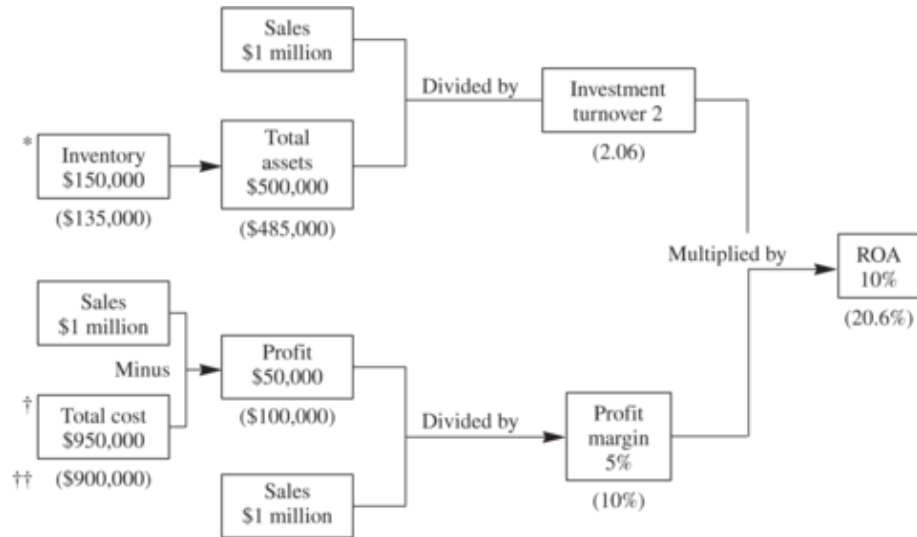 Sales
$1 million
Divided by
Investment
turnover 2
(2.06)
*
Inventory
$150,000
($135,000)
Total
assets
$500,000
($485,000)
Multiplied by
ROA
10%
(20.6%)
Sales
$1 million
Minus
Profit
$50,000
($100,000)
†
Total cost
$950,000
†† ($900,000)
Divided by
Profit
margin
5%
(10%)
Sales
$1 million